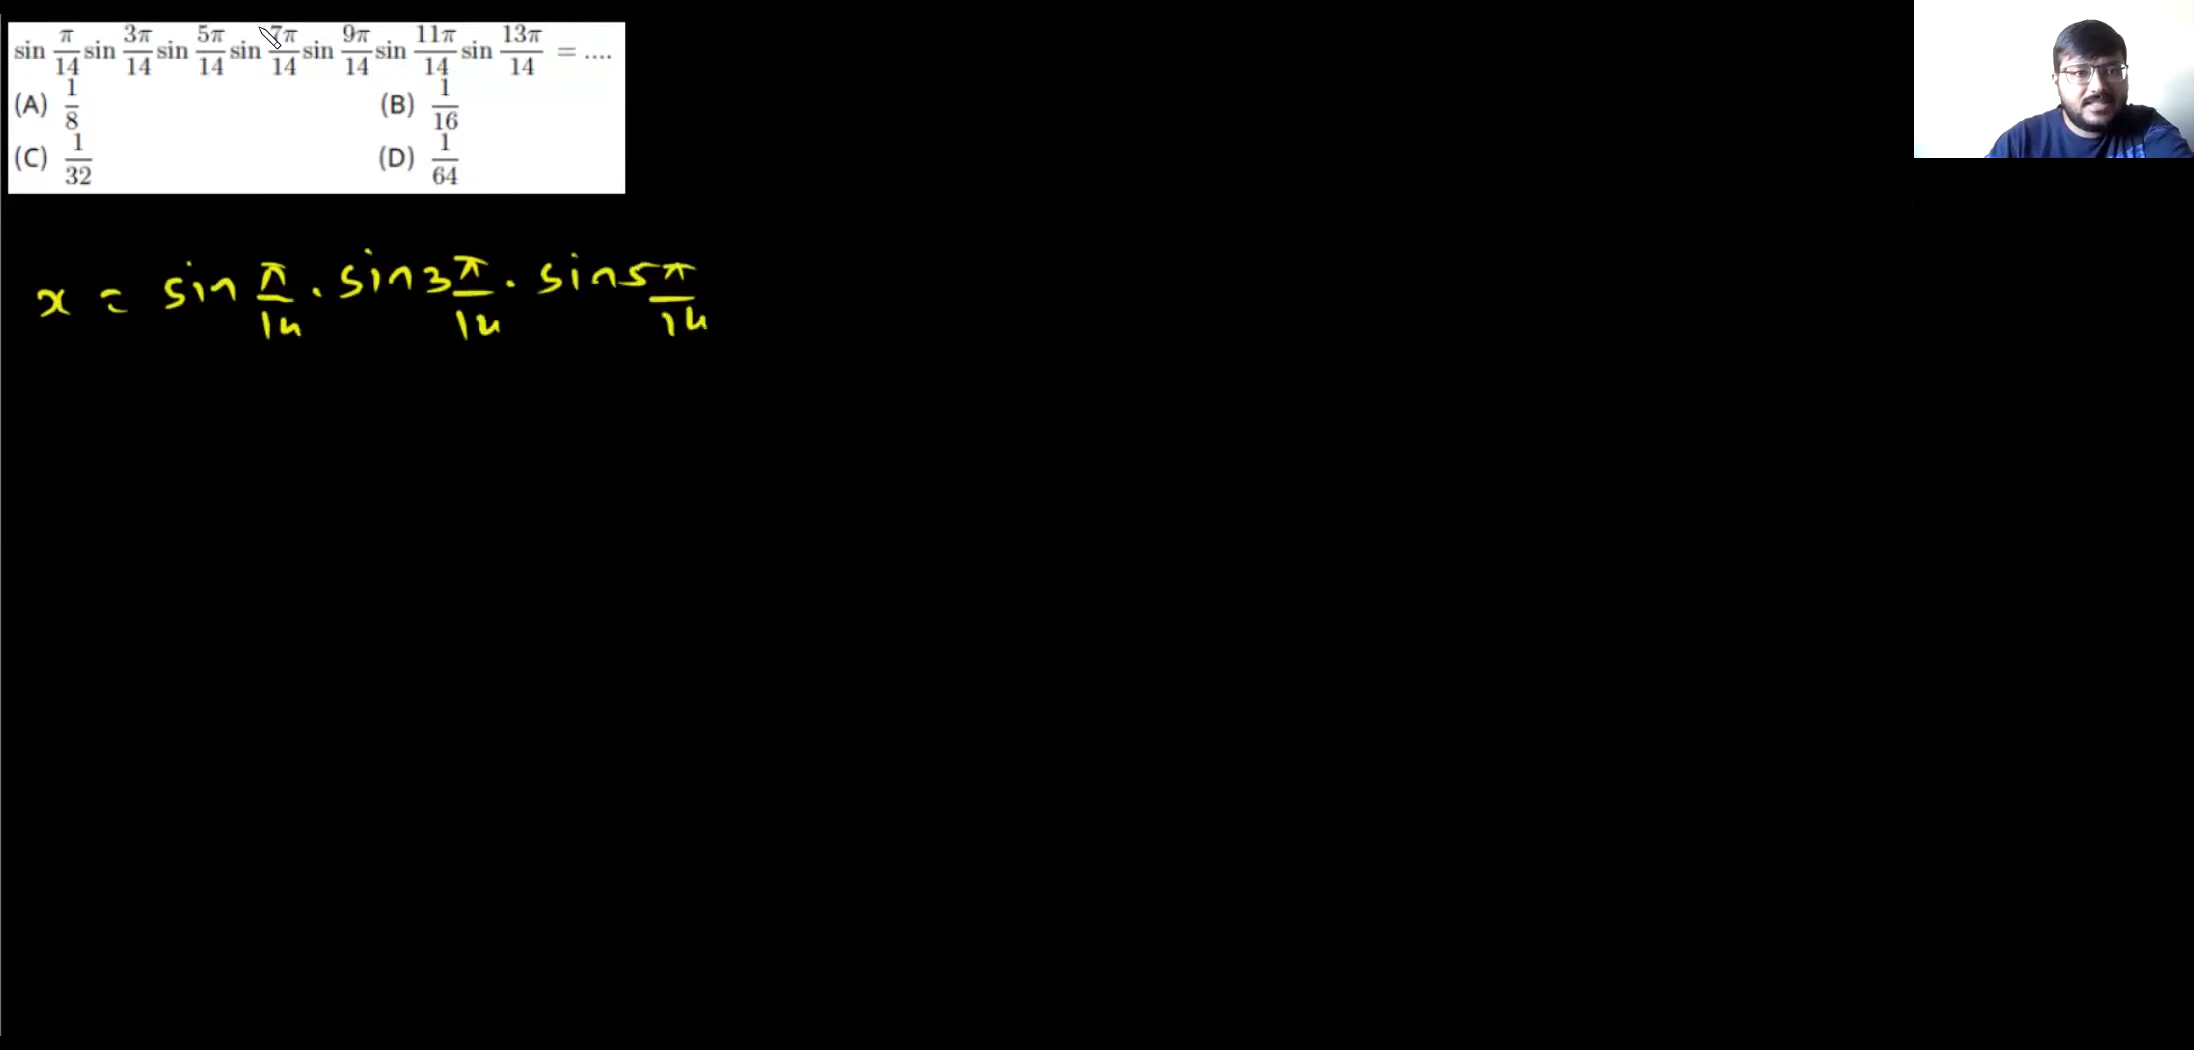 sin π/14 sin 3π/14 sin 5π/14 sin 7π/14 sin 9π/14 sin 11π/14 sin 13π/14 = ....
(A) 1/8 (B) 1/16
(C) 1/32 (D) 1/64
x = sin π/14 . sin 3π/14 . sin 5π/14